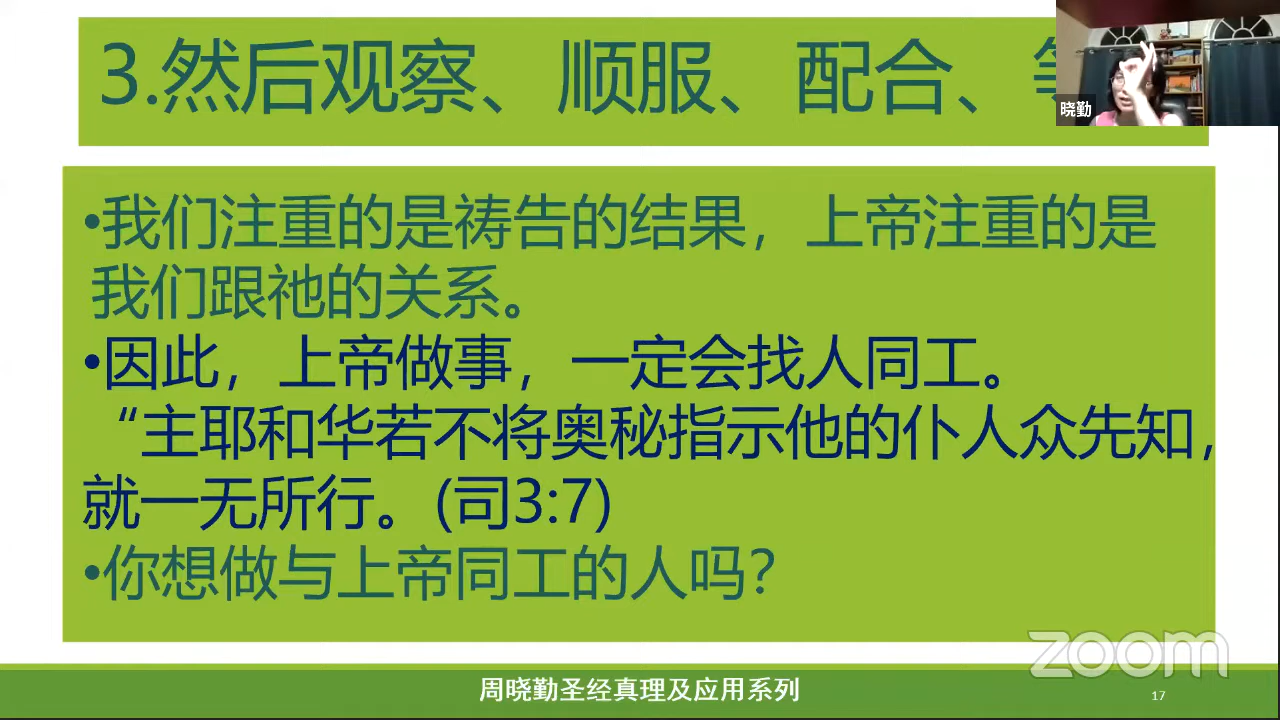 3.然后观察、顺服、配合、
晓勤
•我们注重的是祷告的结果，上帝注重的是
我们跟祂的关系。
•因此，上帝做事，一定会找人同工。
“主耶和华若不将奥秘指示他的仆人众先知，
就一无所行。(司3:7)
•你想做与上帝同工的人吗？
zoom
周晓勤圣经真理及应用系列
17